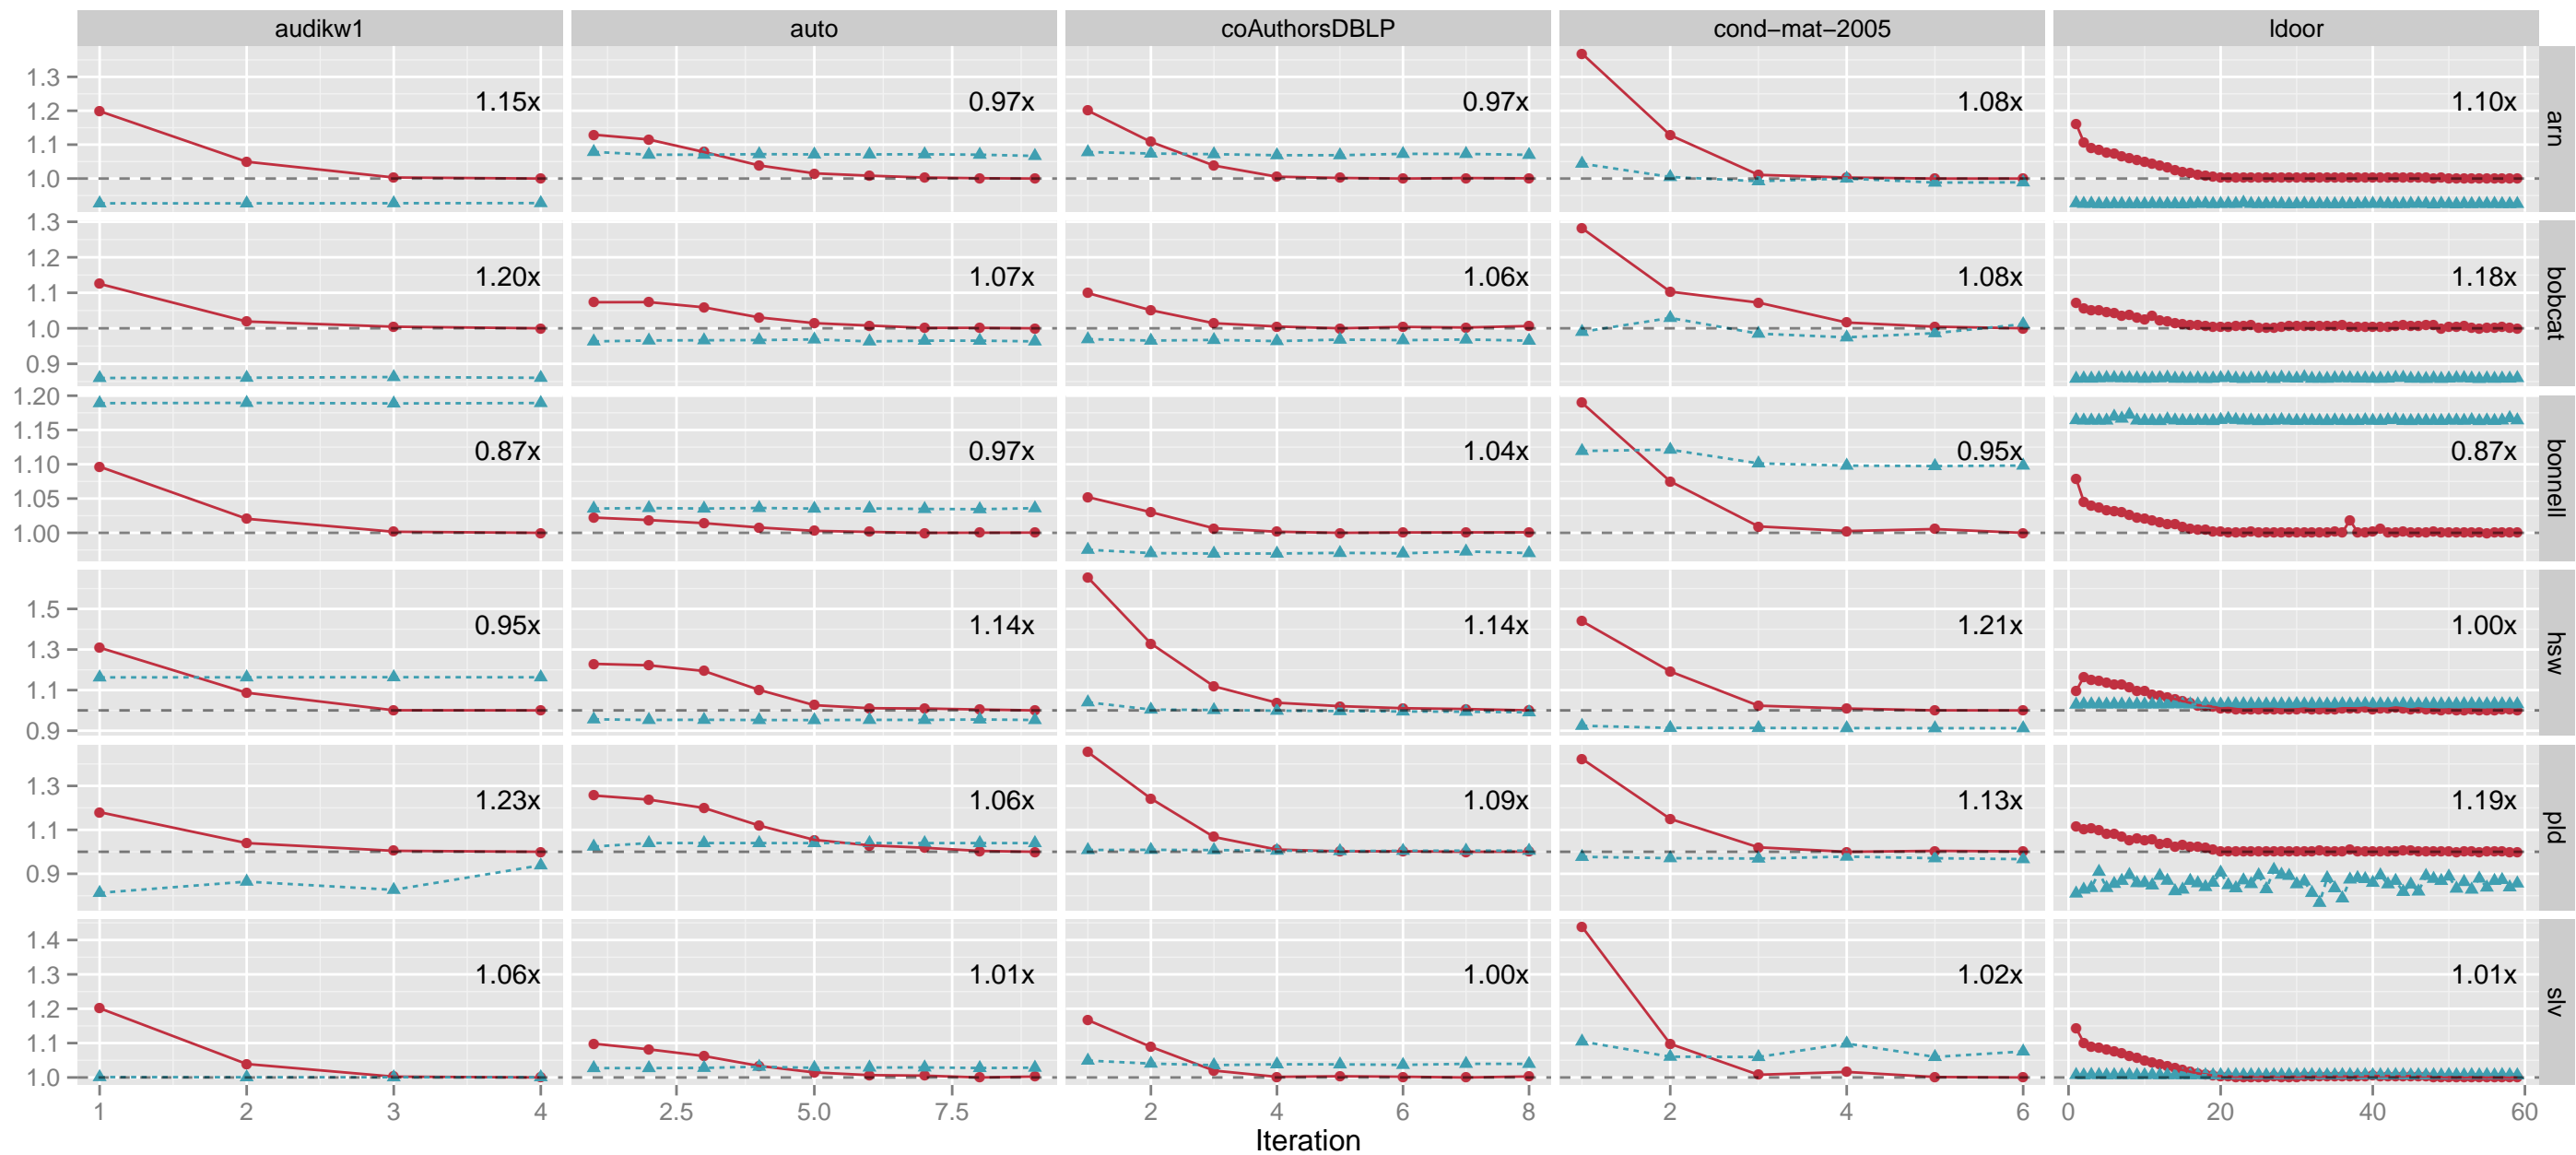 audikw1 auto coAuthorsDBLP cond−mat−2005 ldoor
1.3
1.2
1.1
1.0
1.15x 0.97x 0.97x 1.08x 1.10x
arn
1.3
1.2
1.1
1.0
0.9
1.20x 1.07x 1.06x 1.08x 1.18x
bobcat
1.20
1.15
1.10
1.05
1.00
0.87x 0.97x 1.04x 0.95x 0.87x
bonnell
1.5
1.3
1.1
0.9
0.95x 1.14x 1.14x 1.21x 1.00x
hsw
1.3
1.1
0.9
1.23x 1.06x 1.09x 1.13x 1.19x
pld
1.4
1.3
1.2
1.1
1.0
1.06x 1.01x 1.00x 1.02x 1.01x
slv
1 2 3 4 2.5 5.0 7.5 2 4 6 8 2 4 6 0 20 40 60
Iteration